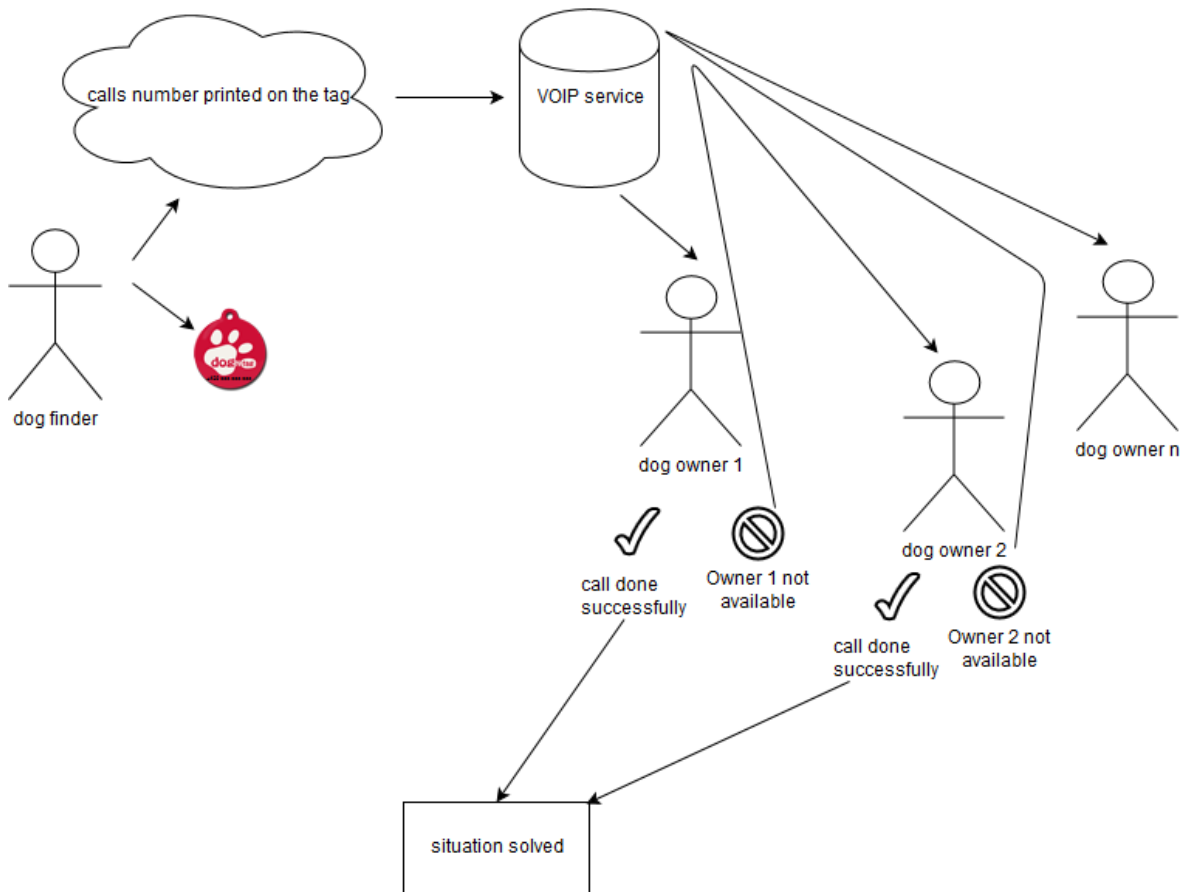 calls number printed on the tag
VOIP service
dog finder
dog
tag
dog owner 1
dog owner 2
dog owner n
call done
successfully
Owner 1 not
available
call done
successfully
Owner 2 not
available
situation solved